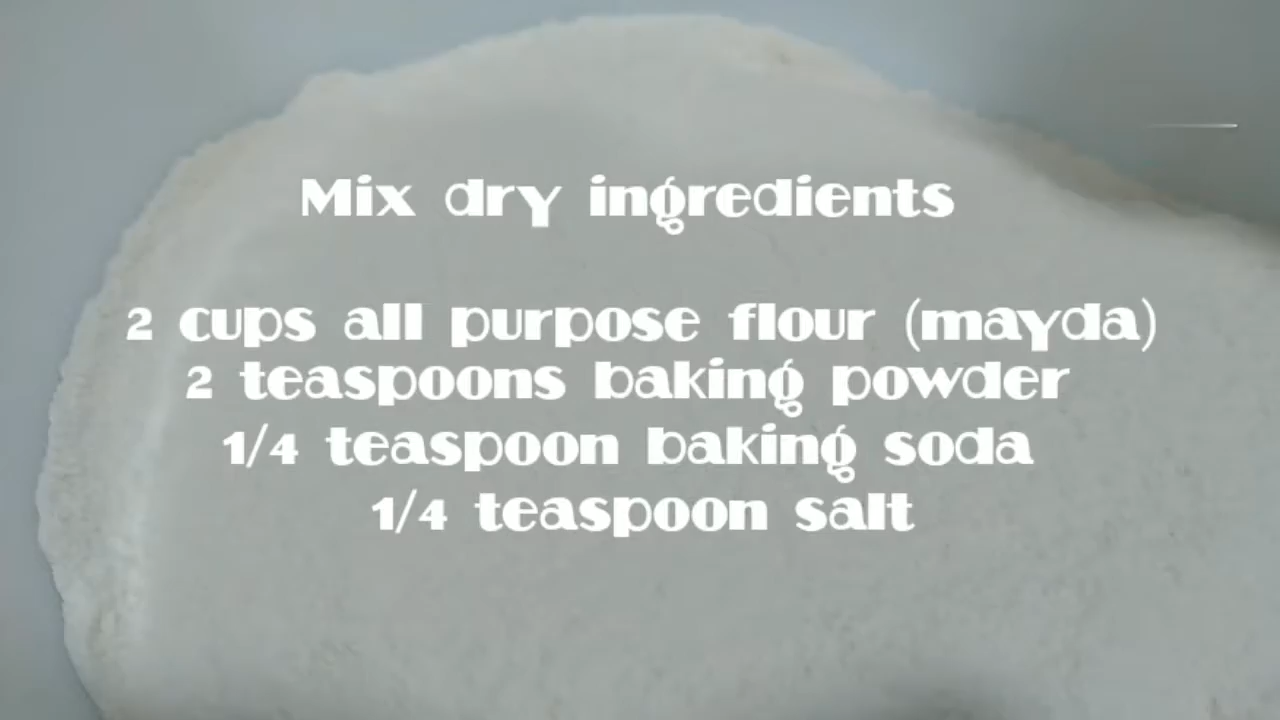 Mix dry ingredients
2 cups all purpose flour (mayda)
2 teaspoons baking powder
1/4 teaspoon baking soda
1/4 teaspoon salt